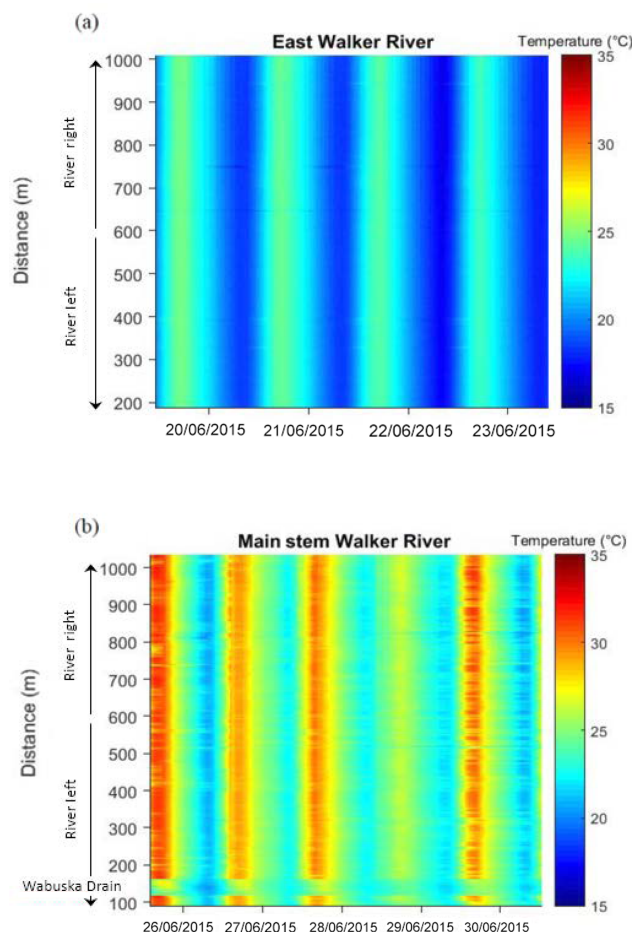 (a)
East Walker River
Temperature (°C)
Distance (m)
River right
River left
1000
900
800
700
600
500
400
300
200
20/06/2015 21/06/2015 22/06/2015 23/06/2015
35
30
25
20
15
(b)
Main stem Walker River
Temperature (°C)
Distance (m)
River right
River left
Wabuska Drain
1000
900
800
700
600
500
400
300
200
100
26/06/2015 27/06/2015 28/06/2015 29/06/2015 30/06/2015
35
30
25
20
15